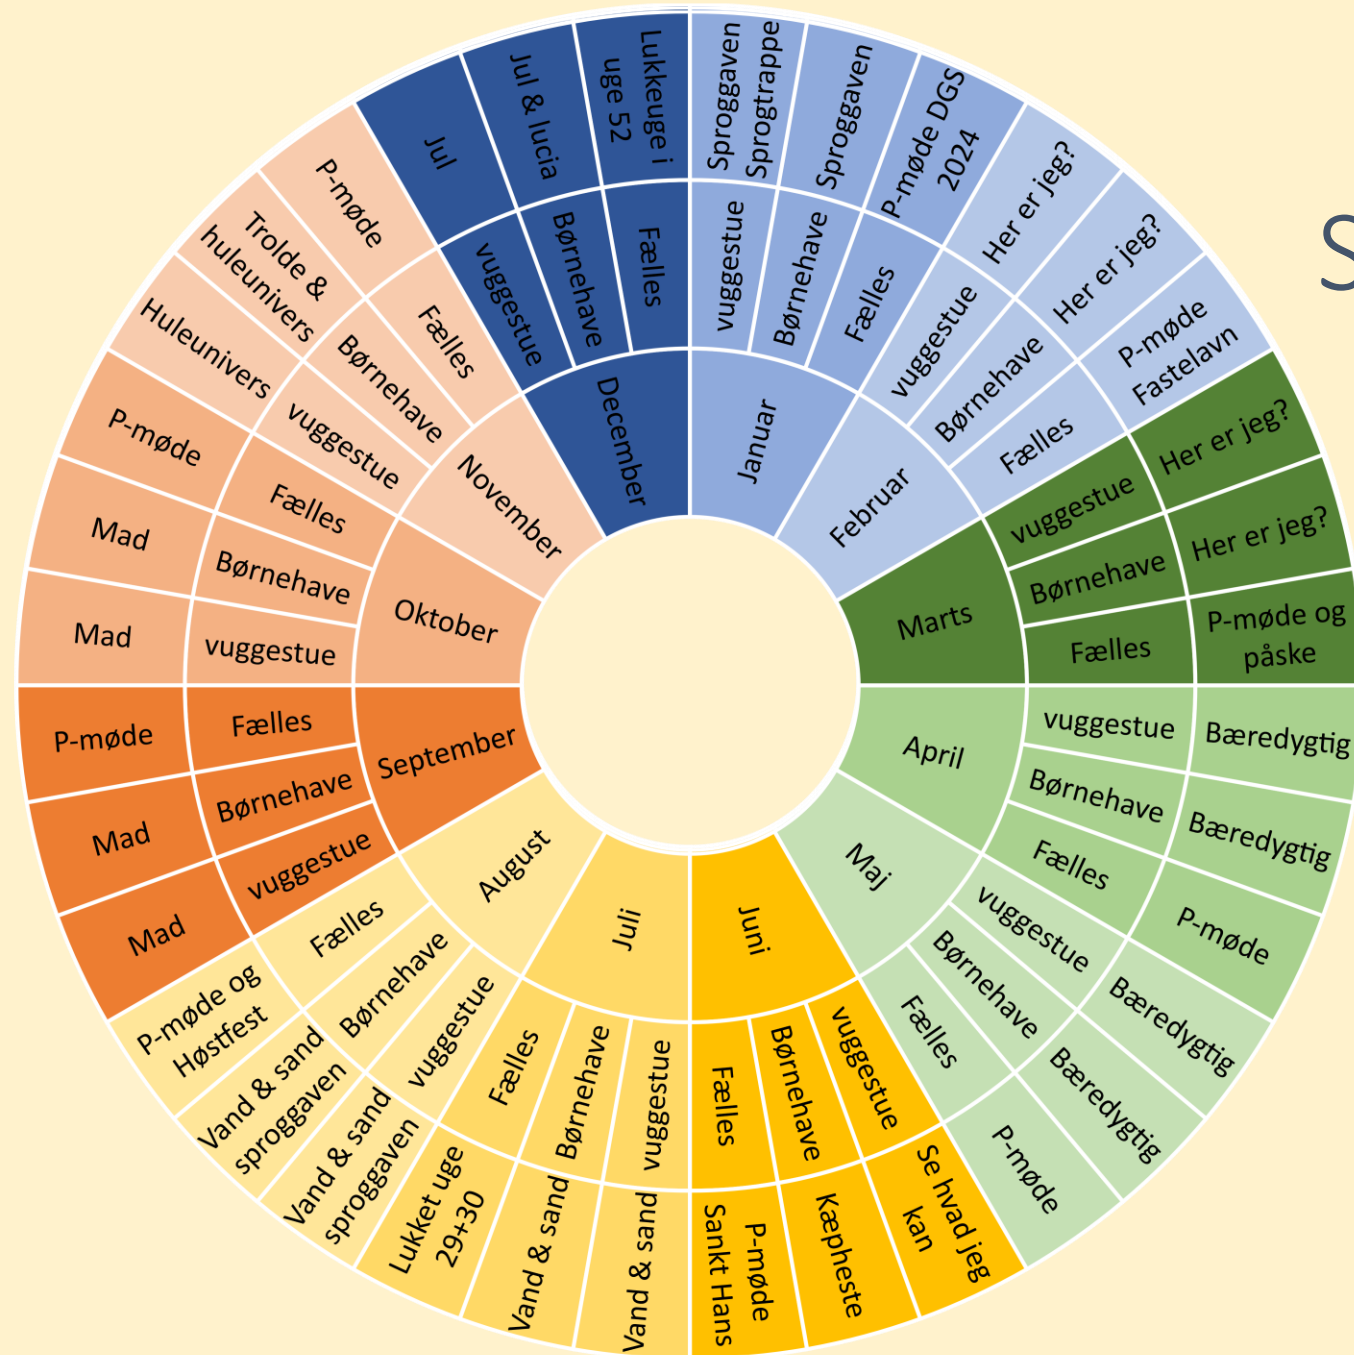 Januar
vuggestue
Sproggaven
Sprogtrappe
Børnehave
Sproggaven
Fælles
P-møde DGS
2024
Februar
vuggestue
Her er jeg?
Børnehave
Her er jeg?
Fælles
P-møde
Fastelavn
Marts
vuggestue
Her er jeg?
Børnehave
Her er jeg?
Fælles
P-møde og
påske
April
vuggestue
Bæredygtig
Børnehave
Bæredygtig
Fælles
P-møde
Maj
vuggestue
Bæredygtig
Børnehave
Bæredygtig
Fælles
P-møde
Juni
vuggestue
Se hvad jeg
kan
Børnehave
Kæpheste
Fælles
P-møde
Sankt Hans
Juli
vuggestue
Vand & sand
Børnehave
Vand & sand
Fælles
Lukket uge
29+30
August
vuggestue
Vand & sand
sproggaven
Børnehave
Vand & sand
sproggaven
Fælles
P-møde og
Høstfest
September
vuggestue
Mad
Børnehave
Mad
Fælles
P-møde
Oktober
vuggestue
Mad
Børnehave
Mad
Fælles
P-møde
November
vuggestue
Huleunivers
Børnehave
Trolde &
huleunivers
Fælles
P-møde
December
vuggestue
Jul
Børnehave
Jul & lucia
Fælles
Lukkeuge i
uge 52
S